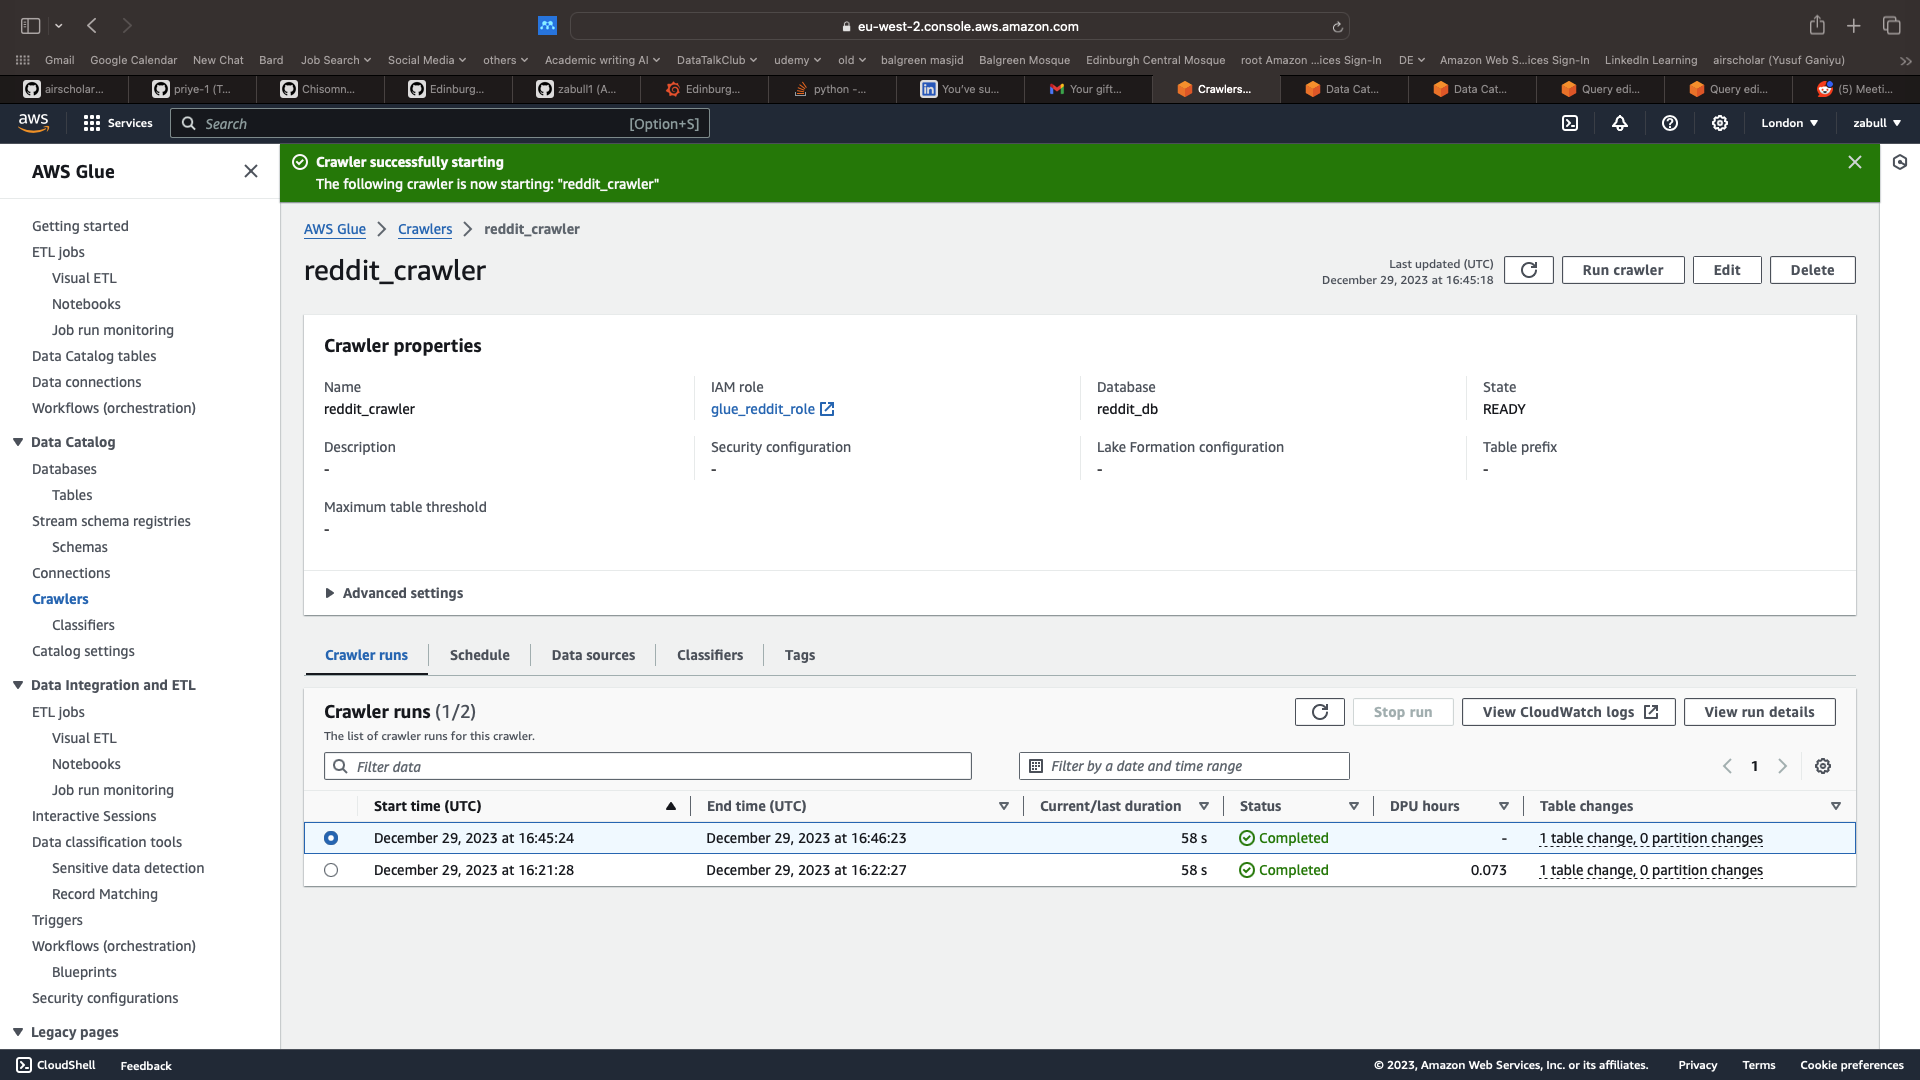 eu-west-2.console.aws.amazon.com
Gmail Google Calendar New Chat Bard Job Search Social Media others Academic writing AI DataTalkClub udemy old balgreen masjid Balgreen Mosque Edinburgh Central Mosque root Amazon ...ices Sign-In DE Amazon Web S...ices Sign-In LinkedIn Learning airscholar (Yusuf Ganiyu)
airscholar... priye-1 (T... Chisomn... Edinburg... zabull1 (A... Edinburg... python -... You've su... Your gift... Crawlers... Data Cat... Data Cat... Query edi... Query edi... (5) Meeti...
aws Services Search [Option+S] London zabull
AWS Glue
Getting started
ETL jobs
Visual ETL
Notebooks
Job run monitoring
Data Catalog tables
Data connections
Workflows (orchestration)
Data Catalog
Databases
Tables
Stream schema registries
Schemas
Connections
Crawlers
Classifiers
Catalog settings
Data Integration and ETL
ETL jobs
Visual ETL
Notebooks
Job run monitoring
Interactive Sessions
Data classification tools
Sensitive data detection
Record Matching
Triggers
Workflows (orchestration)
Blueprints
Security configurations
Legacy pages
Crawler successfully starting
The following crawler is now starting: "reddit_crawler"
AWS Glue Crawlers reddit_crawler
reddit_crawler
Last updated (UTC)
December 29, 2023 at 16:45:18
Run crawler Edit Delete
Crawler properties
Name IAM role Database State
reddit_crawler glue_reddit_role reddit_db READY
Description Security configuration Lake Formation configuration Table prefix
- - - -
Maximum table threshold
-
Advanced settings
Crawler runs Schedule Data sources Classifiers Tags
Crawler runs (1/2)
The list of crawler runs for this crawler.
Stop run View CloudWatch logs View run details
Filter data Filter by a date and time range 1
Start time (UTC) End time (UTC) Current/last duration Status DPU hours Table changes
December 29, 2023 at 16:45:24 December 29, 2023 at 16:46:23 58 s Completed - 1 table change, 0 partition changes
December 29, 2023 at 16:21:28 December 29, 2023 at 16:22:27 58 s Completed 0.073 1 table change, 0 partition changes
CloudShell Feedback © 2023, Amazon Web Services, Inc. or its affiliates. Privacy Terms Cookie preferences